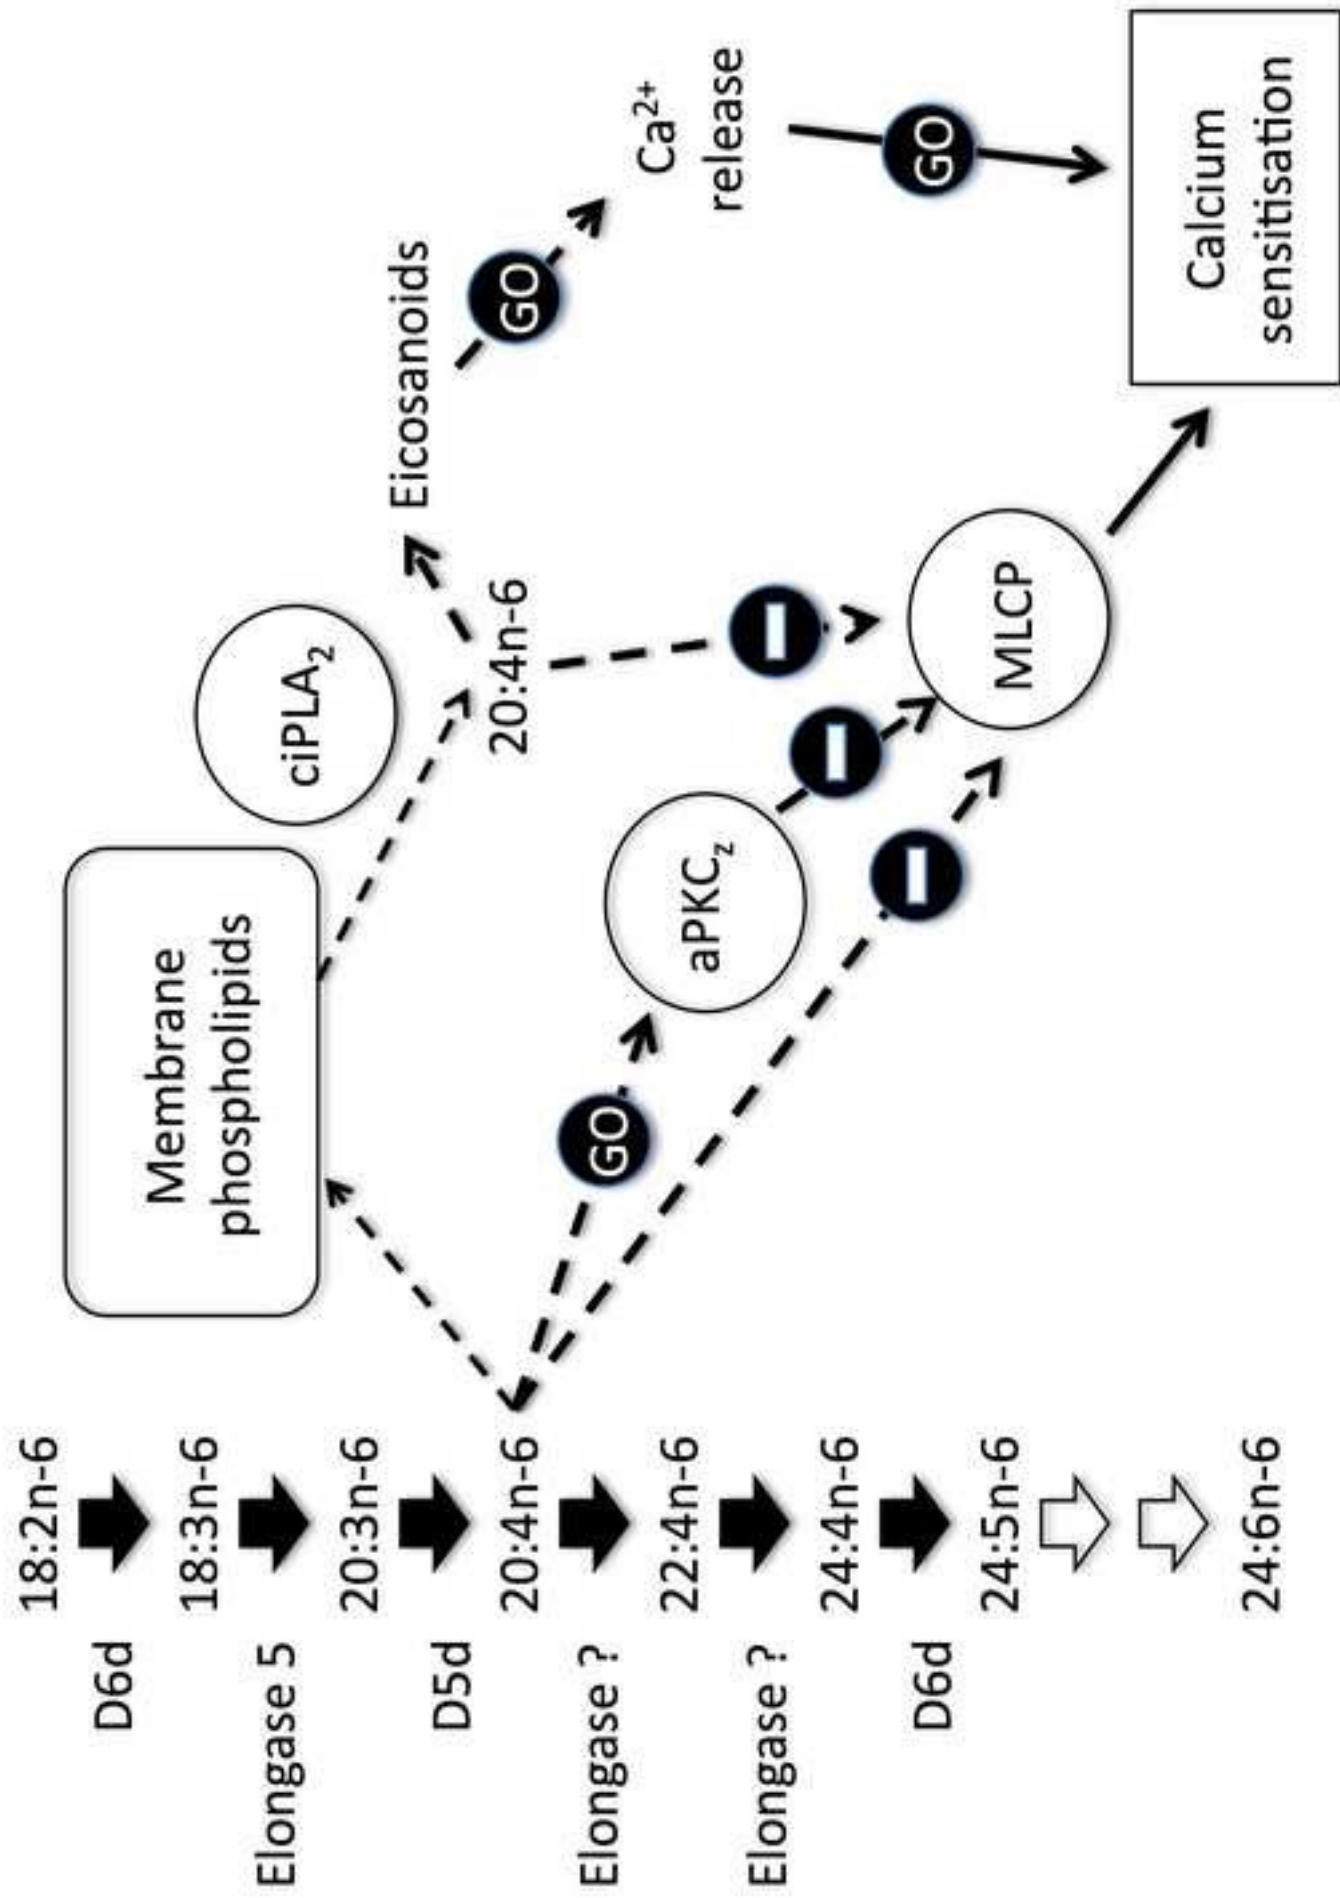 18:2n-6
D6d
18:3n-6
Elongase 5
20:3n-6
D5d
20:4n-6
Elongase ?
22:4n-6
Elongase ?
24:4n-6
D6d
24:5n-6
24:6n-6
Membrane
phospholipids
ciPLA₂
20:4n-6
Eicosanoids
GO
Ca²⁺
release
GO
GO
aPKC_z
MLCP
Calcium
sensitisation